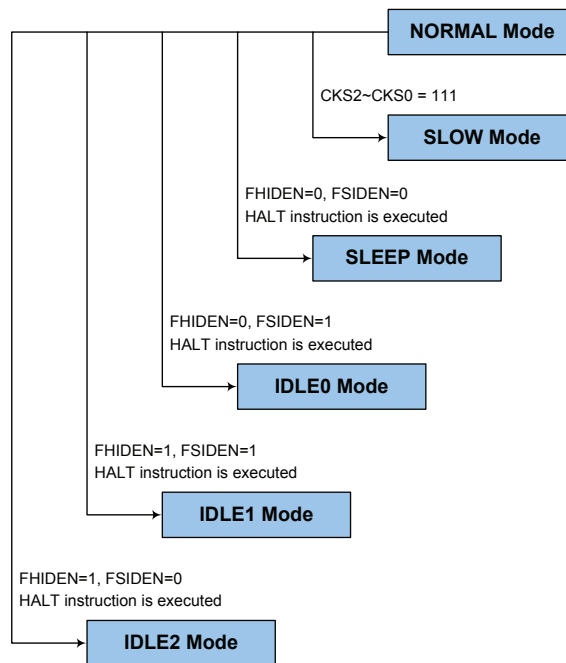 NORMAL Mode
CKS2~CKS0 = 111
SLOW Mode
FHIDEN=0, FSIDEN=0
HALT instruction is executed
SLEEP Mode
FHIDEN=0, FSIDEN=1
HALT instruction is executed
IDLE0 Mode
FHIDEN=1, FSIDEN=1
HALT instruction is executed
IDLE1 Mode
FHIDEN=1, FSIDEN=0
HALT instruction is executed
IDLE2 Mode